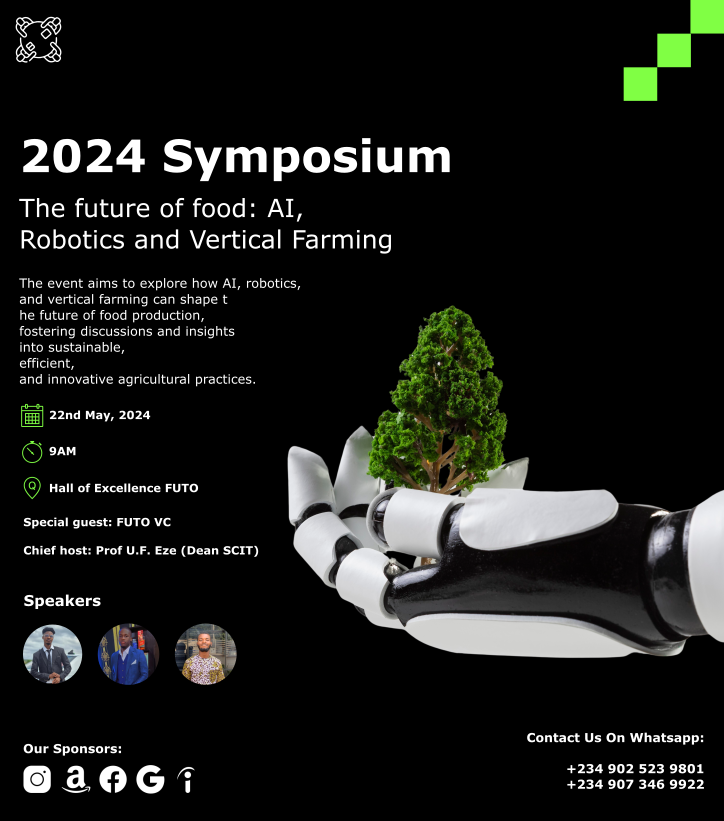 2024 Symposium
The future of food: AI,
Robotics and Vertical Farming
The event aims to explore how AI, robotics,
and vertical farming can shape t
he future of food production,
fostering discussions and insights
into sustainable,
efficient,
and innovative agricultural practices.
22nd May, 2024
9AM
Hall of Excellence FUTO
Special guest: FUTO VC
Chief host: Prof U.F. Eze (Dean SCIT)
Speakers
Our Sponsors:
Contact Us On Whatsapp:
+234 902 523 9801
+234 907 346 9922